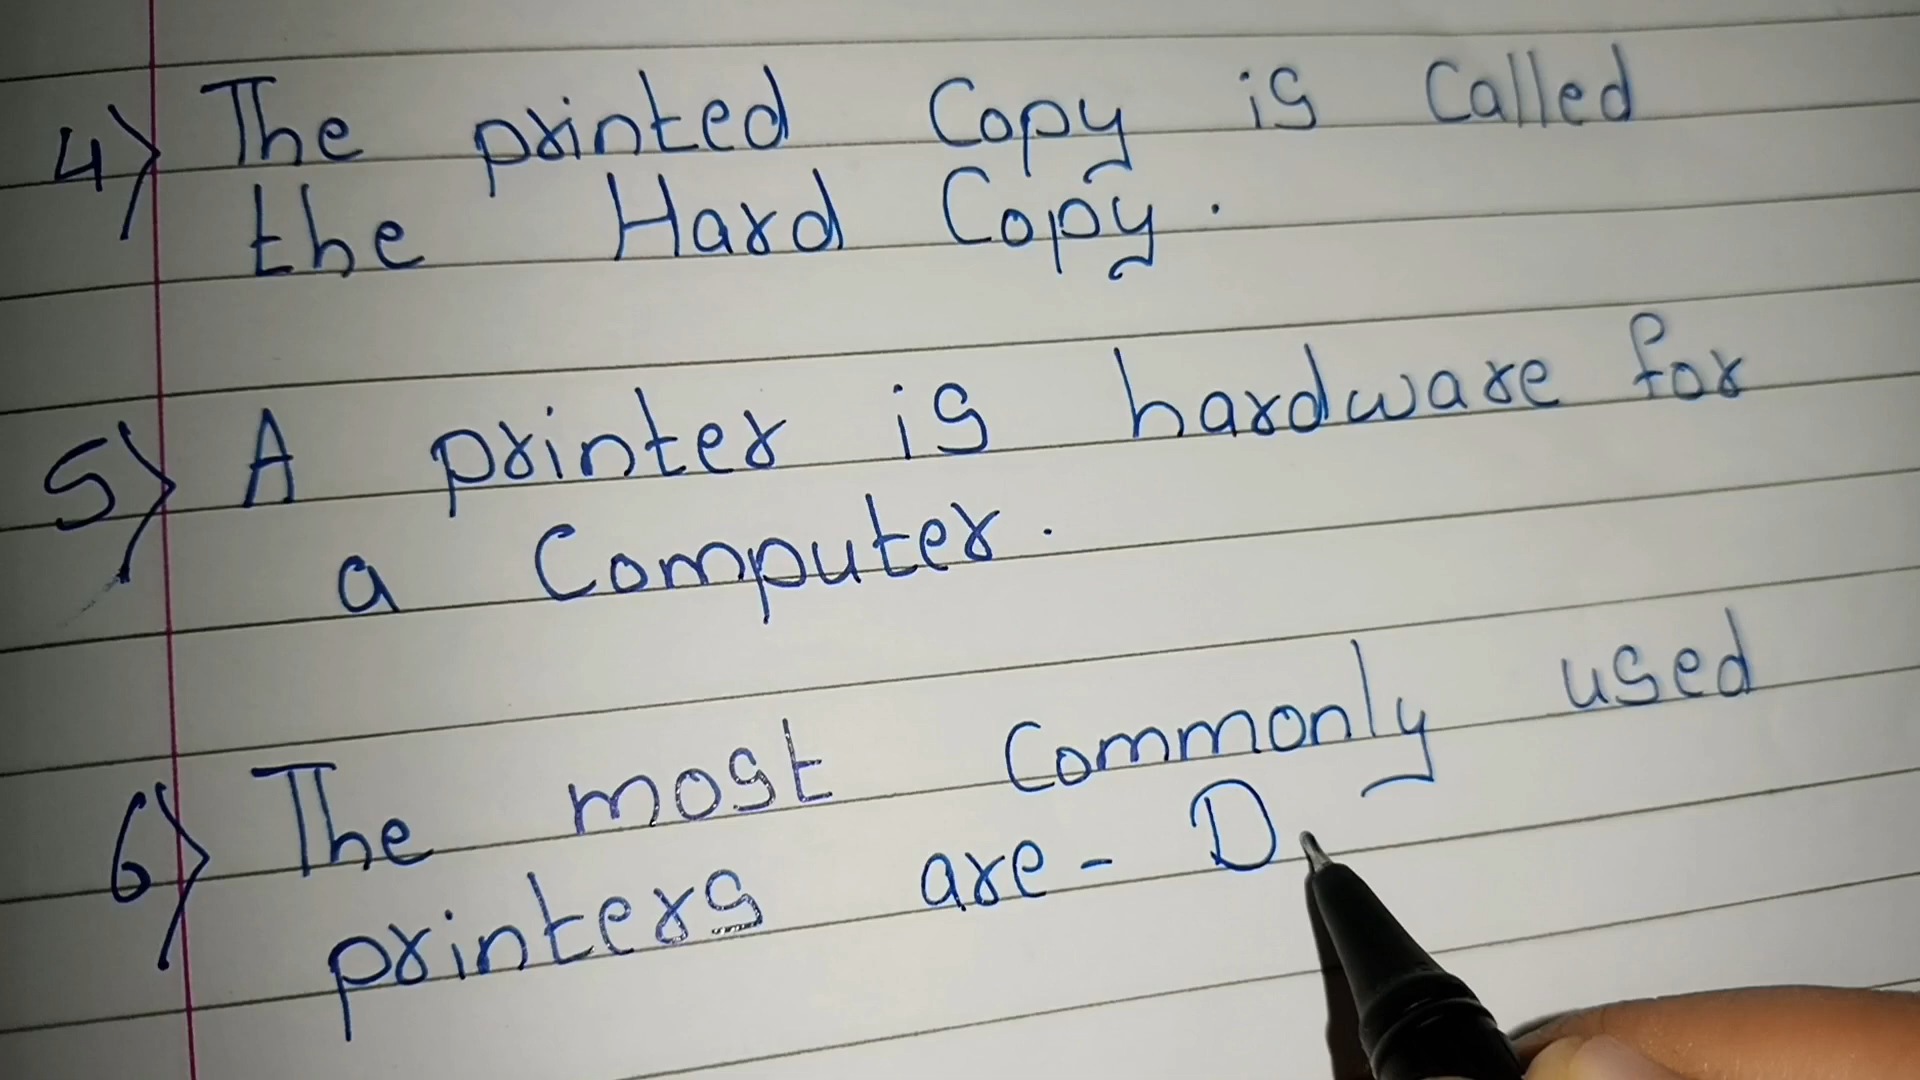 4) The printed Copy is Called
the Hard Copy.
5) A printer is hardware for
a Computer.
6) The most Commonly used
printers are - D